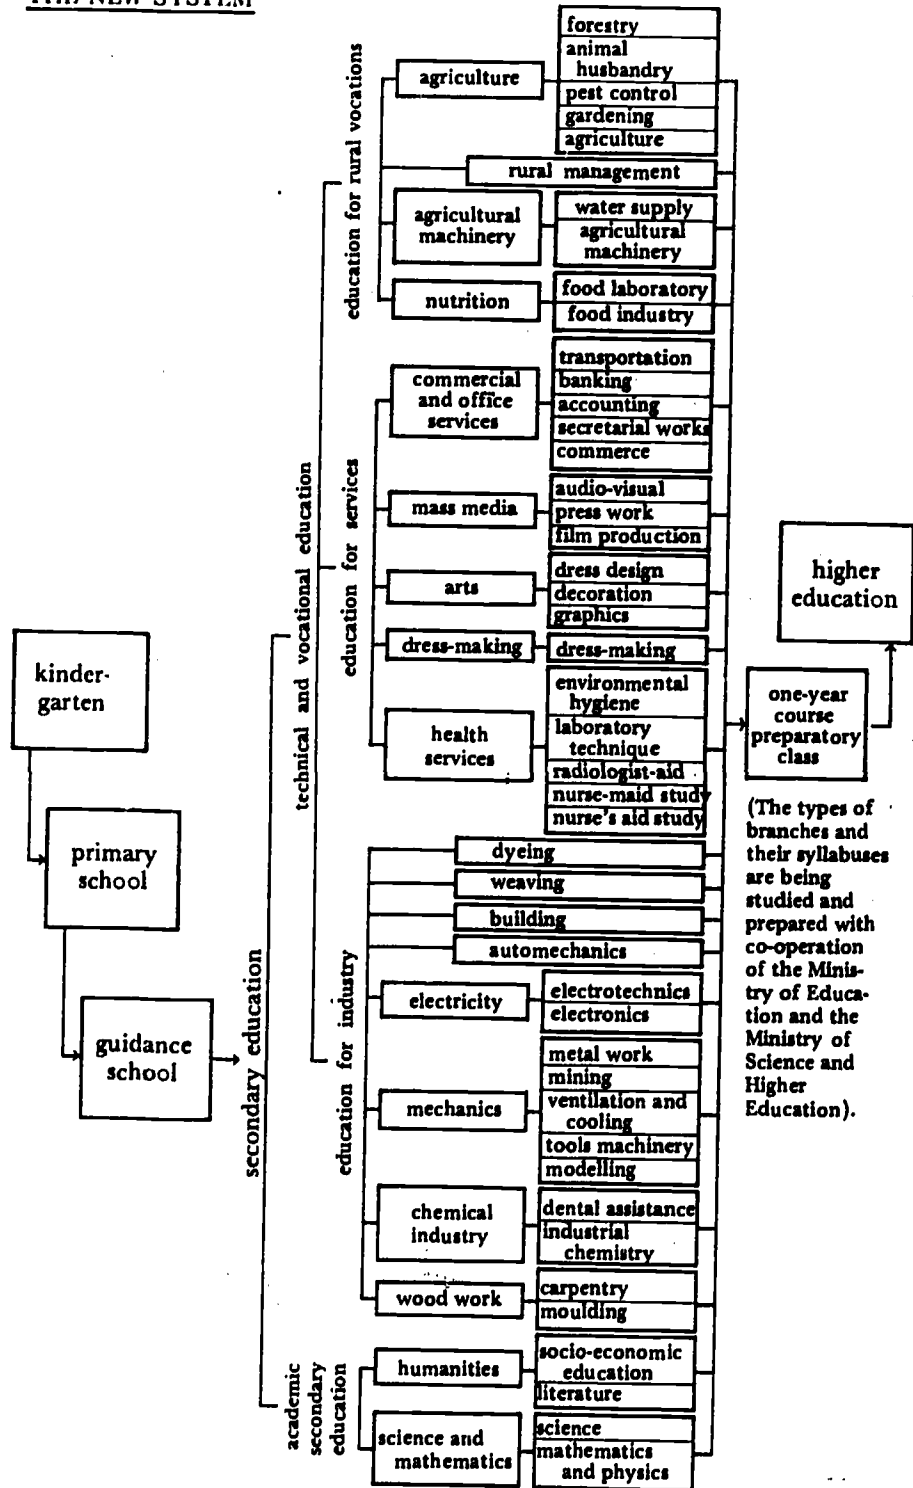 THE NEW SYSTEM
kinder-
garten
primary
school
guidance
school
secondary education
technical and vocational education
education for rural vocations
agriculture
forestry
animal
husbandry
pest control
gardening
agriculture
rural management
agricultural
machinery
water supply
agricultural
machinery
nutrition
food laboratory
food industry
education for services
commercial
and office
services
transportation
banking
accounting
secretarial works
commerce
mass media
audio-visual
press work
film production
arts
dress design
decoration
graphics
dress-making
dress-making
health
services
environmental
hygiene
laboratory
technique
radiologist-aid
nurse-maid study
nurse's aid study
education for industry
dyeing
weaving
building
automechanics
electricity
electrotechnics
electronics
mechanics
metal work
mining
ventilation and
cooling
tools machinery
modelling
chemical
industry
dental assistance
industrial
chemistry
wood work
carpentry
moulding
academic
secondary
education
humanities
socio-economic
education
literature
science and
mathematics
science
mathematics
and physics
one-year
course
preparatory
class
higher
education
(The types of
branches and
their syllabuses
are being
studied and
prepared with
co-operation
of the Minis-
try of Educa-
tion and the
Ministry of
Science and
Higher
Education).